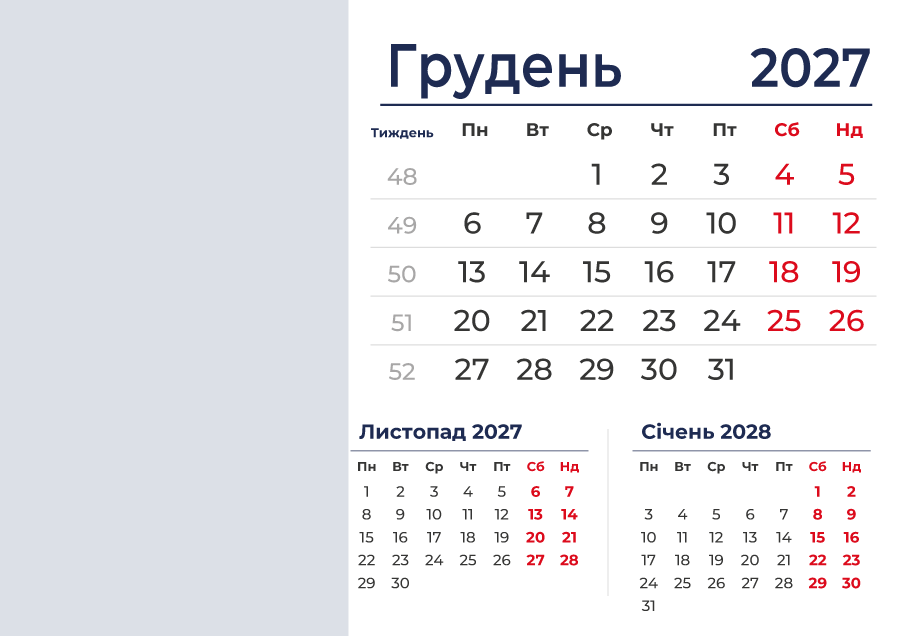 Грудень 2027
Тиждень Пн Вт Ср Чт Пт Сб Нд
48 1 2 3 4 5
49 6 7 8 9 10 11 12
50 13 14 15 16 17 18 19
51 20 21 22 23 24 25 26
52 27 28 29 30 31
Листопад 2027
Пн Вт Ср Чт Пт Сб Нд
1 2 3 4 5 6 7
8 9 10 11 12 13 14
15 16 17 18 19 20 21
22 23 24 25 26 27 28
29 30
Січень 2028
Пн Вт Ср Чт Пт Сб Нд
1 2
3 4 5 6 7 8 9
10 11 12 13 14 15 16
17 18 19 20 21 22 23
24 25 26 27 28 29 30
31